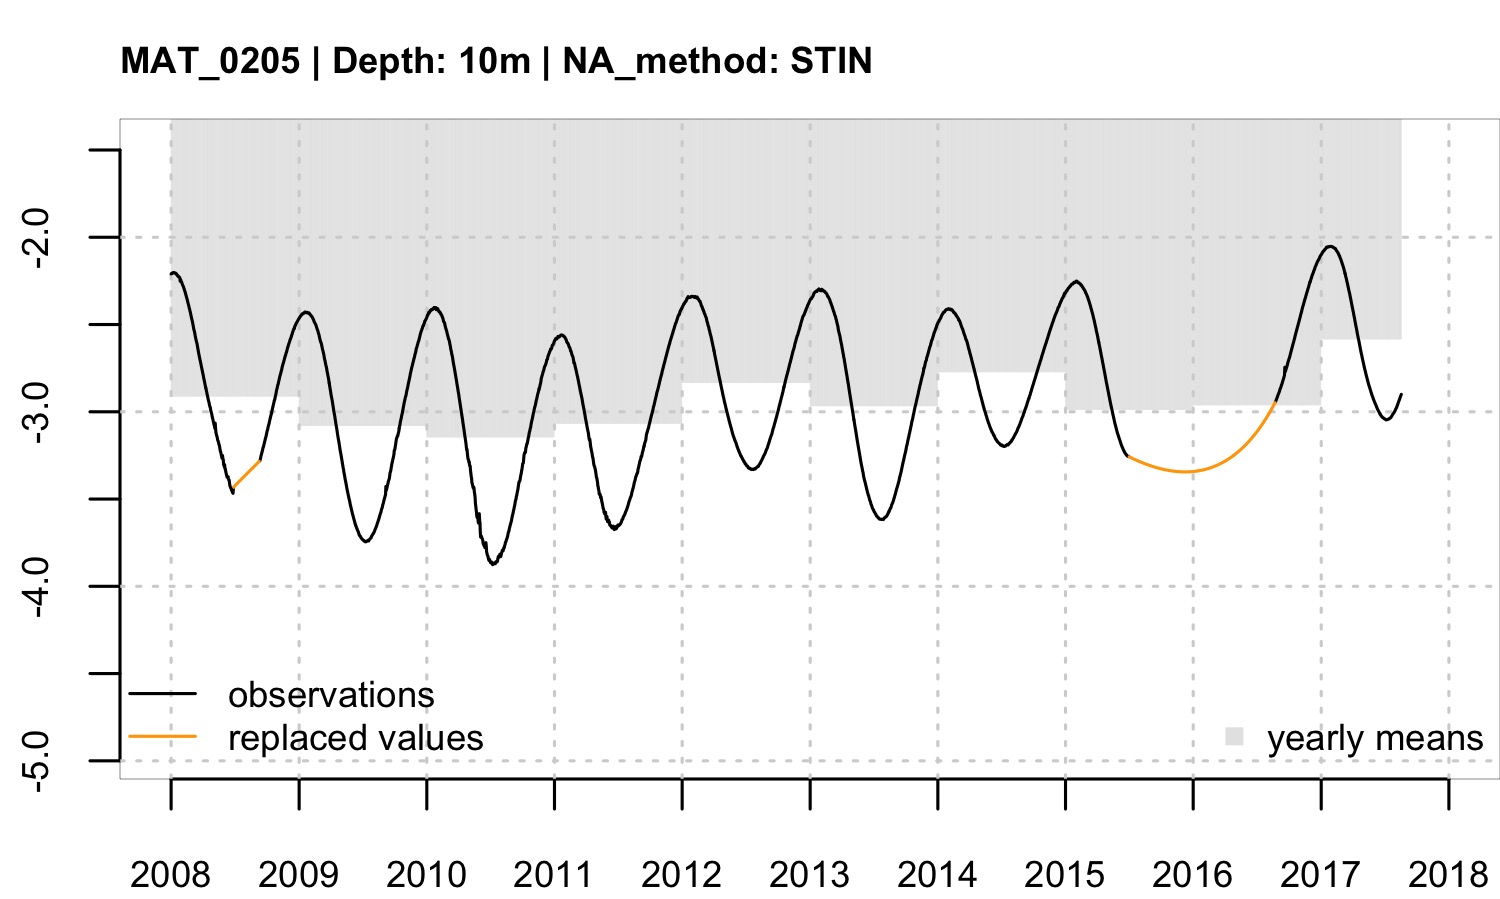 MAT_0205 | Depth: 10m | NA_method: STIN
-2.0
-3.0
-4.0
-5.0
observations
replaced values
yearly means
2008 2009 2010 2011 2012 2013 2014 2015 2016 2017 2018